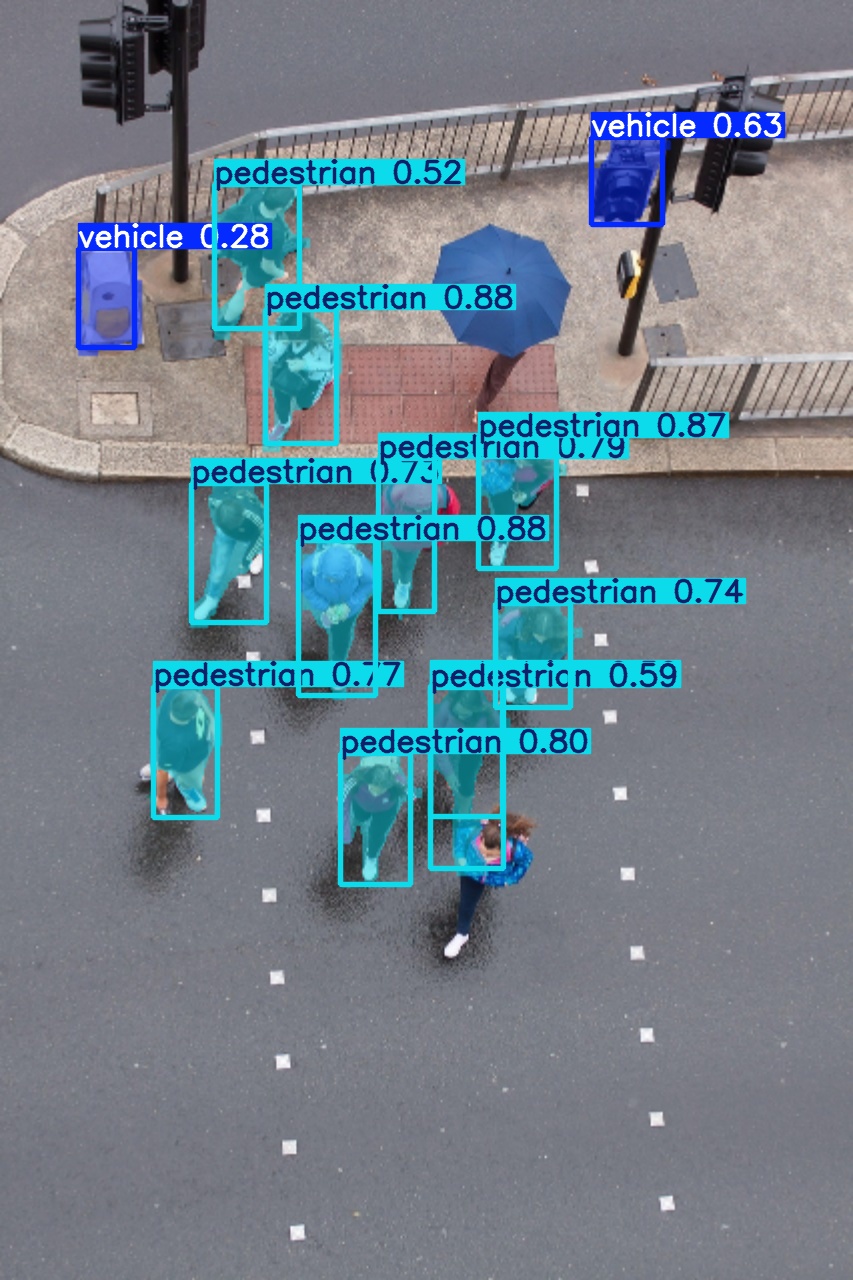 vehicle 0.63
pedestrian 0.52
vehicle 0.28
pedestrian 0.88
pedestrian 0.87
pedestrian 0.79
pedestrian 0.73
pedestrian 0.88
pedestrian 0.74
pedestrian 0.77
pedestrian 0.59
pedestrian 0.80